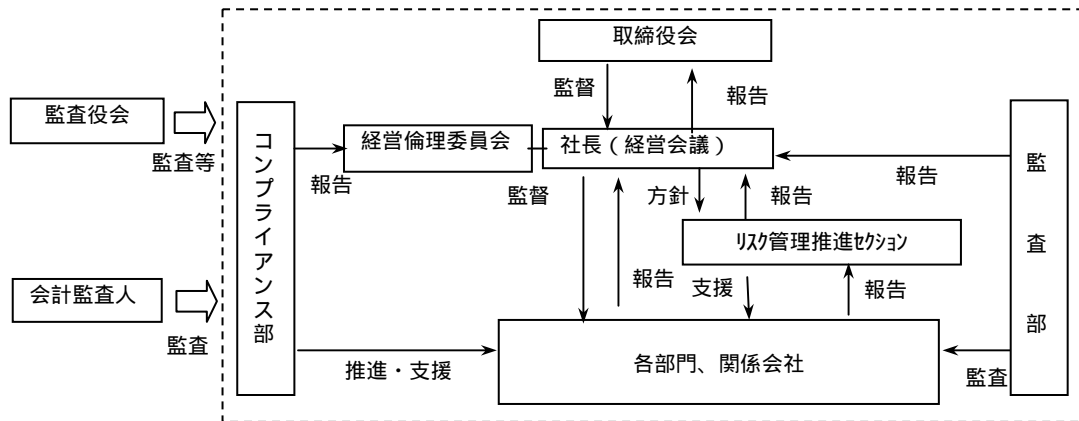 取締役会
監督
報告
監査役会
監査等
コンプライアンス部
経営倫理委員会
社長（経営会議）
報告
報告
監督
方針
報告
ﾘｽｸ管理推進ｾｸｼｮﾝ
報告
支援
報告
会計監査人
監査
各部門、関係会社
推進・支援
監査
監査部